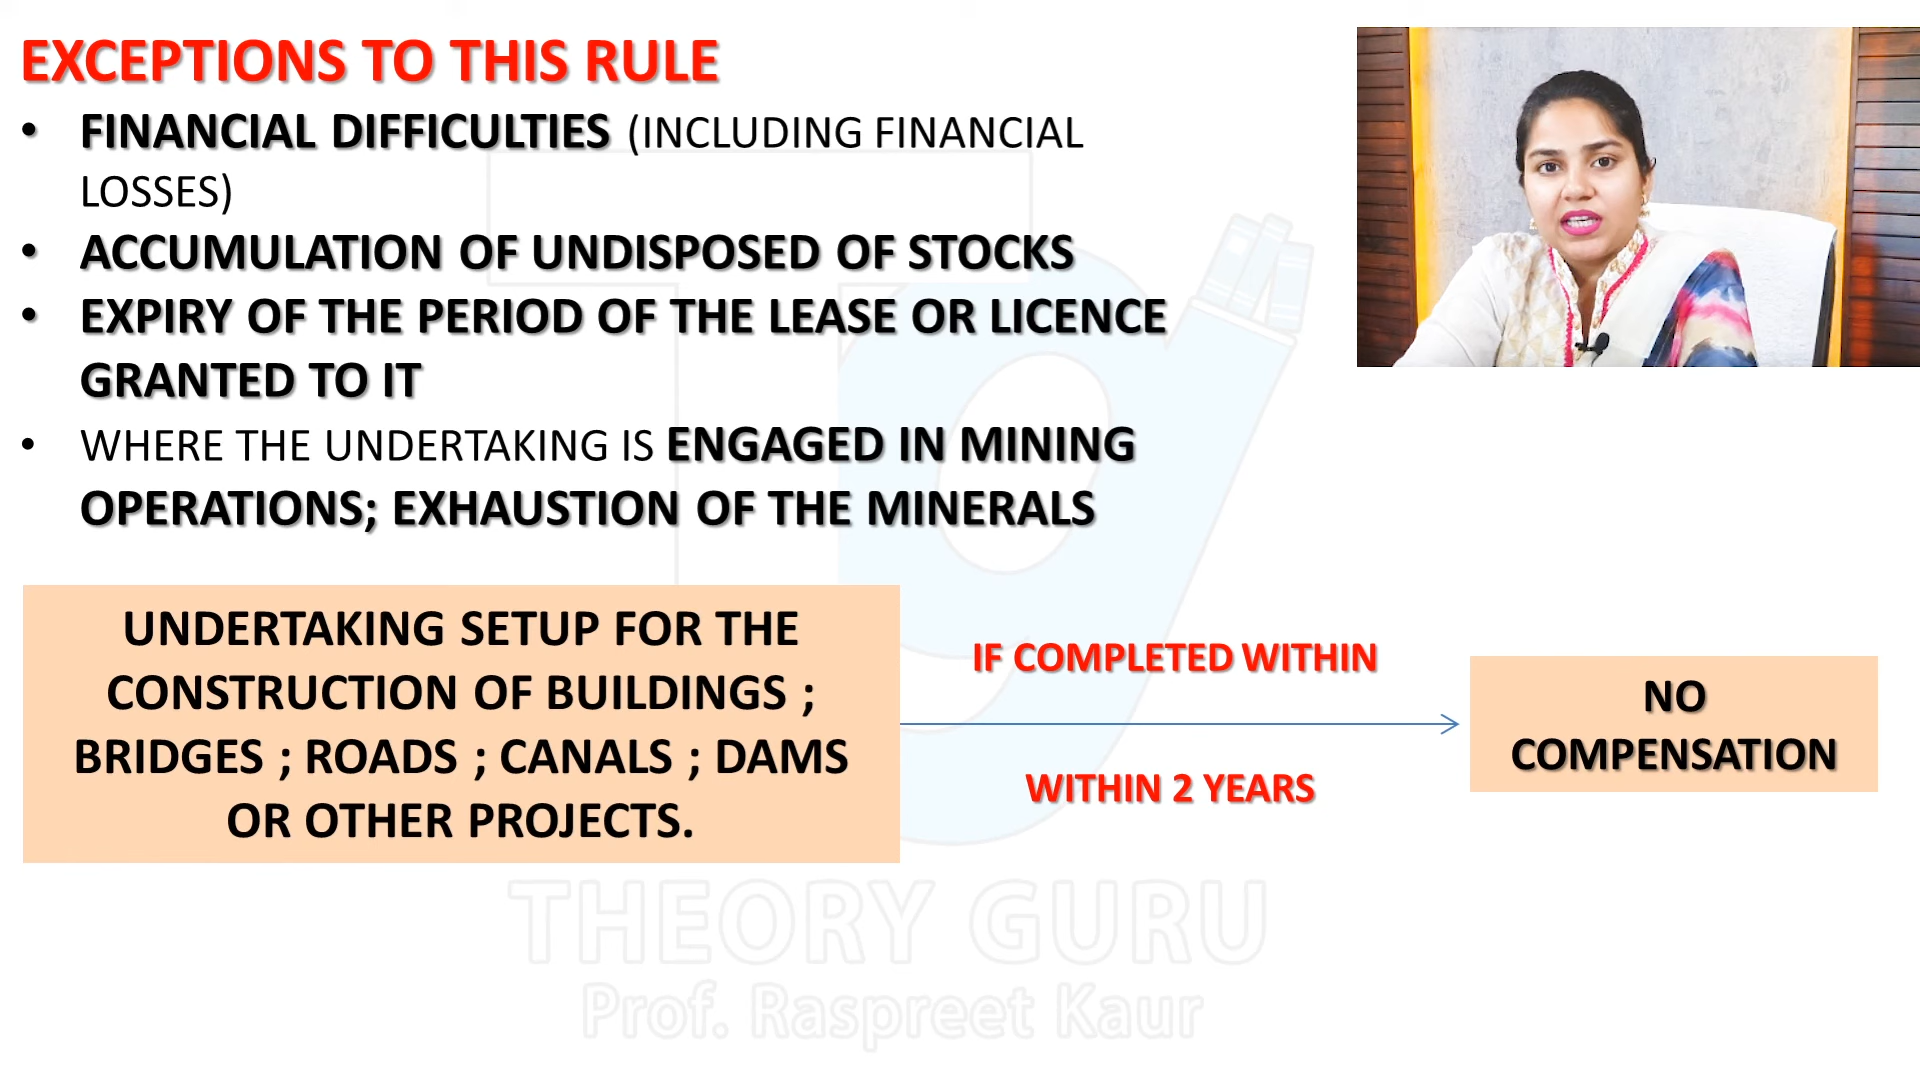 EXCEPTIONS TO THIS RULE
• FINANCIAL DIFFICULTIES (INCLUDING FINANCIAL
LOSSES)
• ACCUMULATION OF UNDISPOSED OF STOCKS
• EXPIRY OF THE PERIOD OF THE LEASE OR LICENCE
GRANTED TO IT
• WHERE THE UNDERTAKING IS ENGAGED IN MINING
OPERATIONS; EXHAUSTION OF THE MINERALS
UNDERTAKING SETUP FOR THE
CONSTRUCTION OF BUILDINGS ;
BRIDGES ; ROADS ; CANALS ; DAMS
OR OTHER PROJECTS.
IF COMPLETED WITHIN
WITHIN 2 YEARS
NO
COMPENSATION
THEORY GURU
Prof. Raspreet Kaur